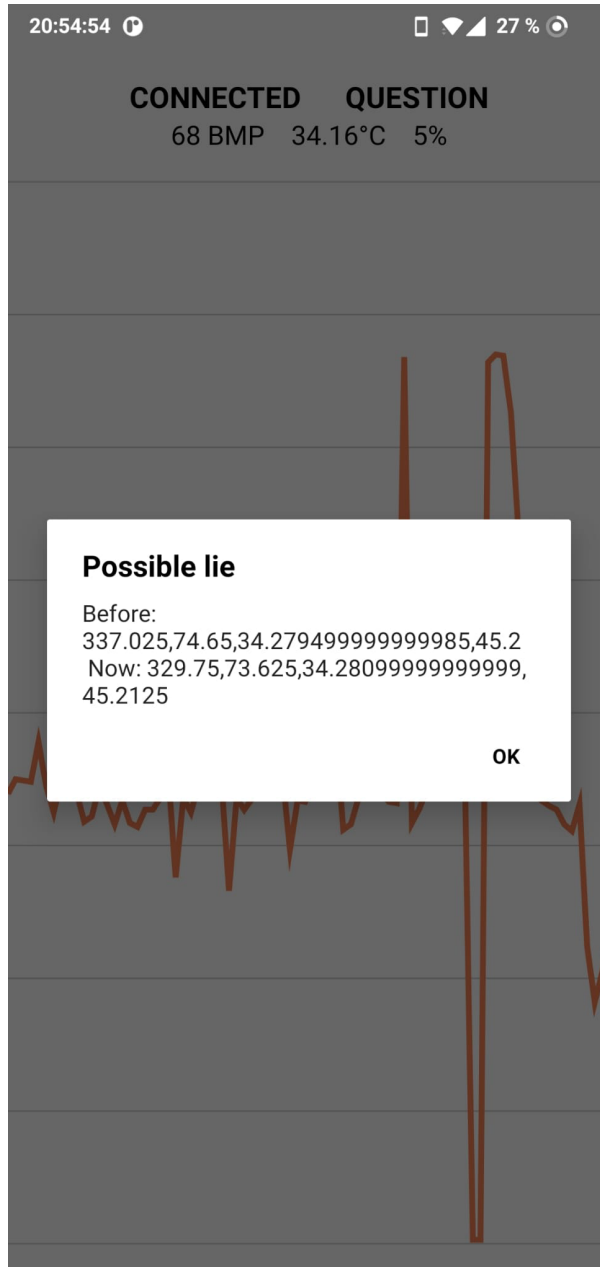 20:54:54 27 %
CONNECTED QUESTION
68 BMP 34.16°C 5%
Possible lie
Before:
337.025,74.65,34.279499999999985,45.2
Now: 329.75,73.625,34.28099999999999,
45.2125
OK